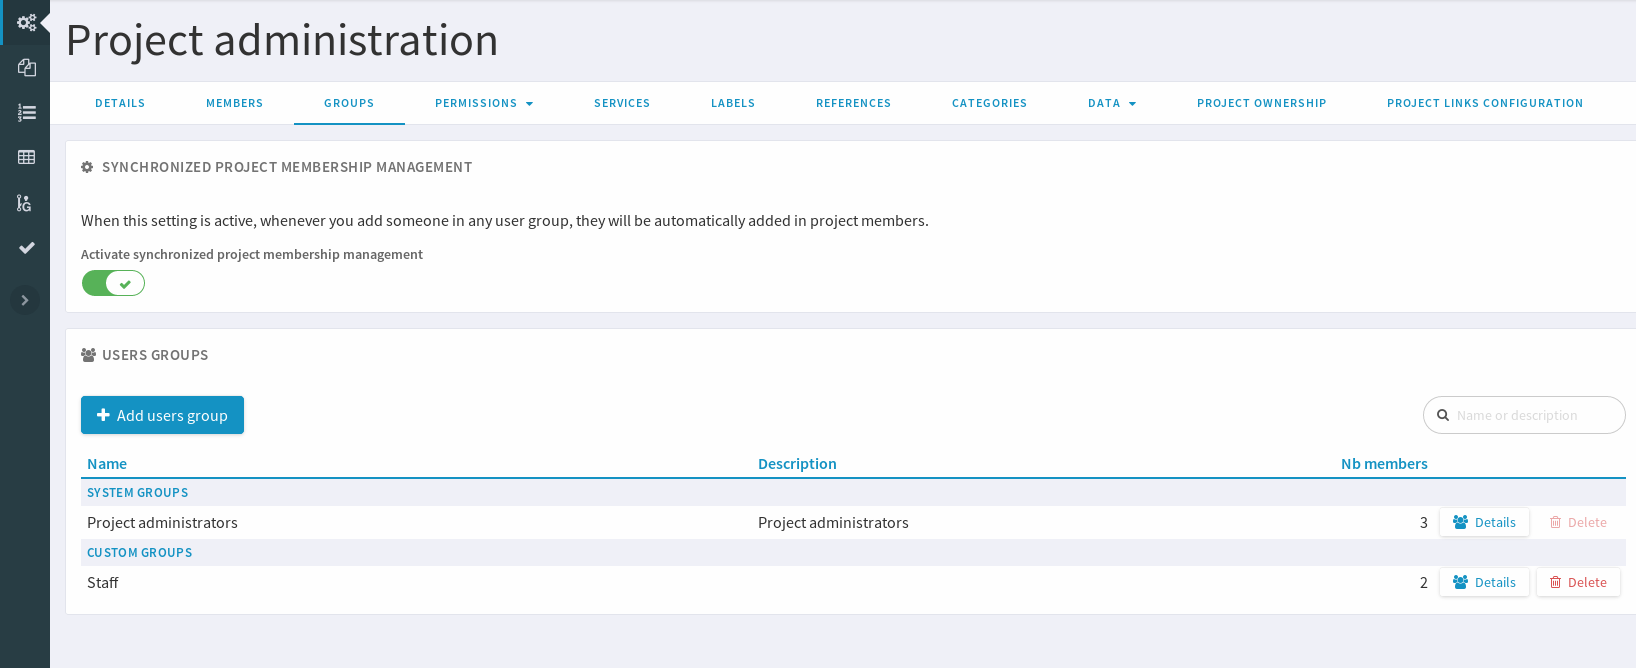 Project administration
DETAILS MEMBERS GROUPS PERMISSIONS SERVICES LABELS REFERENCES CATEGORIES DATA PROJECT OWNERSHIP PROJECT LINKS CONFIGURATION
SYNCHRONIZED PROJECT MEMBERSHIP MANAGEMENT
When this setting is active, whenever you add someone in any user group, they will be automatically added in project members.
Activate synchronized project membership management
USERS GROUPS
Add users group Name or description
Name Description Nb members
SYSTEM GROUPS
Project administrators Project administrators 3 Details Delete
CUSTOM GROUPS
Staff 2 Details Delete